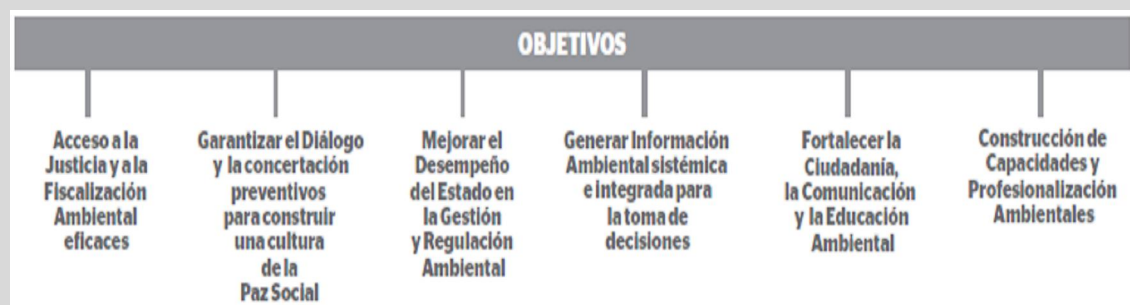 OBJETIVOS
Acceso a la
Justicia y a la
Fiscalización
Ambiental
eficaces
Garantizar el Diálogo
y la concertación
preventivos
para construir
una cultura
de la
Paz Social
Mejorar el
Desempeño
del Estado en
la Gestión
y Regulación
Ambiental
Generar Información
Ambiental sistémica
e integrada para
la toma de
decisiones
Fortalecer la
Ciudadanía,
la Comunicación
y la Educación
Ambiental
Construcción de
Capacidades y
Profesionalización
Ambientales